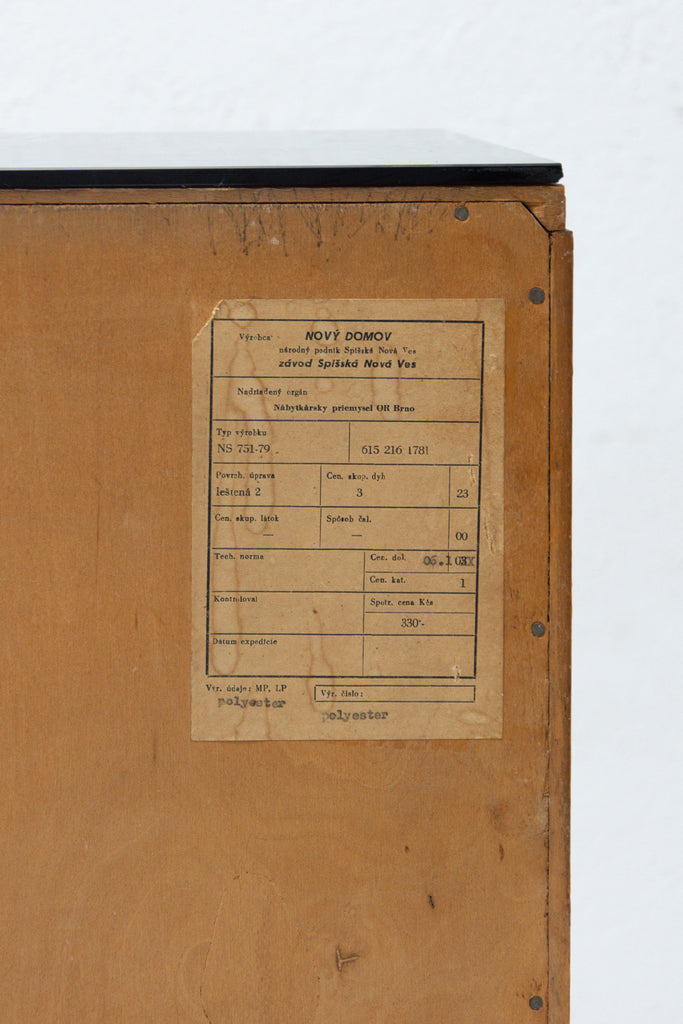 Výrobca: NOVÝ DOMOV
národný podnik Spišská Nová Ves
závod Spišská Nová Ves
Nadriadený orgán
Nábytkársky priemysel OR Brno
Typ výrobku
NS 751-79 615 216 1781
Povrch. úprava Cen. skup. dyh
leštená 2 3 23
Cen. skup. látok Spôsob čal.
— — 00
Tech. norma Cen. dol. 06.1
Cen. kat. 1
Kontroloval Spotr. cena Kčs
330·-
Dátum expedície
Výr. údaje: MP, LP Výr. číslo:
polyester
polyester